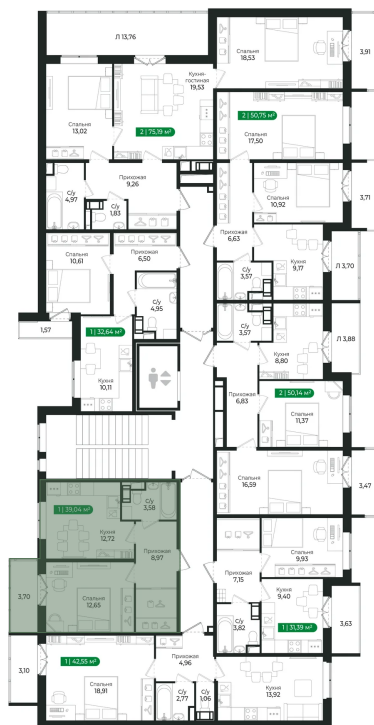 Л 13,76
Спальня
18,53
3,91
Кухня-
гостиная
19,53
Спальня
13,02
2 | 75,19 м²
2 | 50,75 м²
Спальня
17,50
Прихожая
9,26
С/у
4,97
С/у
1,83
Спальня
10,92
3,71
Прихожая
6,63
Спальня
10,61
Прихожая
6,50
С/у
3,57
Кухня
9,17
Л 3,70
С/у
4,95
1,57
1 | 32,64 м²
С/у
3,57
Кухня
8,80
Л 3,88
Кухня
10,11
Прихожая
6,83
2 | 50,14 м²
Спальня
11,37
Спальня
16,59
3,47
1 | 39,04 м²
Кухня
12,72
С/у
3,58
Прихожая
8,97
Спальня
9,93
Прихожая
7,15
Кухня
9,40
3,70
Спальня
12,65
С/у
3,82
1 | 31,39 м²
3,63
3,10
1 | 42,55 м²
Спальня
18,91
Прихожая
4,96
С/у
2,77
С/у
1,06
Кухня
13,92